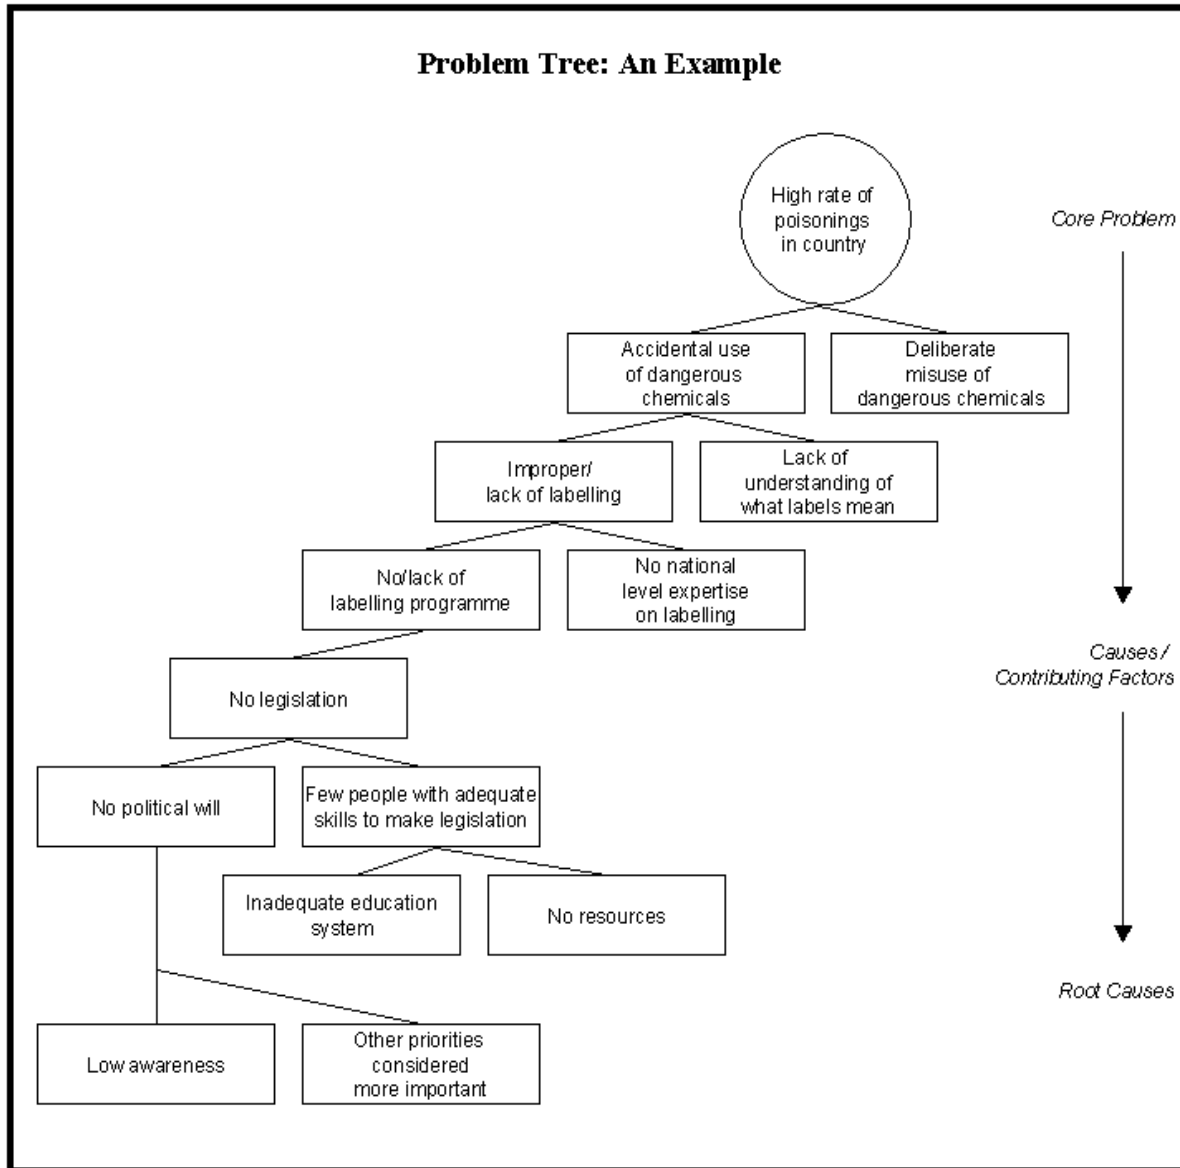 Problem Tree: An Example
High rate of
poisonings
in country
Core Problem
Accidental use
of dangerous
chemicals
Deliberate
misuse of
dangerous chemicals
Improper/
lack of labelling
Lack of
understanding of
what labels mean
No/lack of
labelling programme
No national
level expertise
on labelling
Causes /
Contributing Factors
No legislation
No political will
Few people with adequate
skills to make legislation
Inadequate education
system
No resources
Root Causes
Low awareness
Other priorities
considered
more important